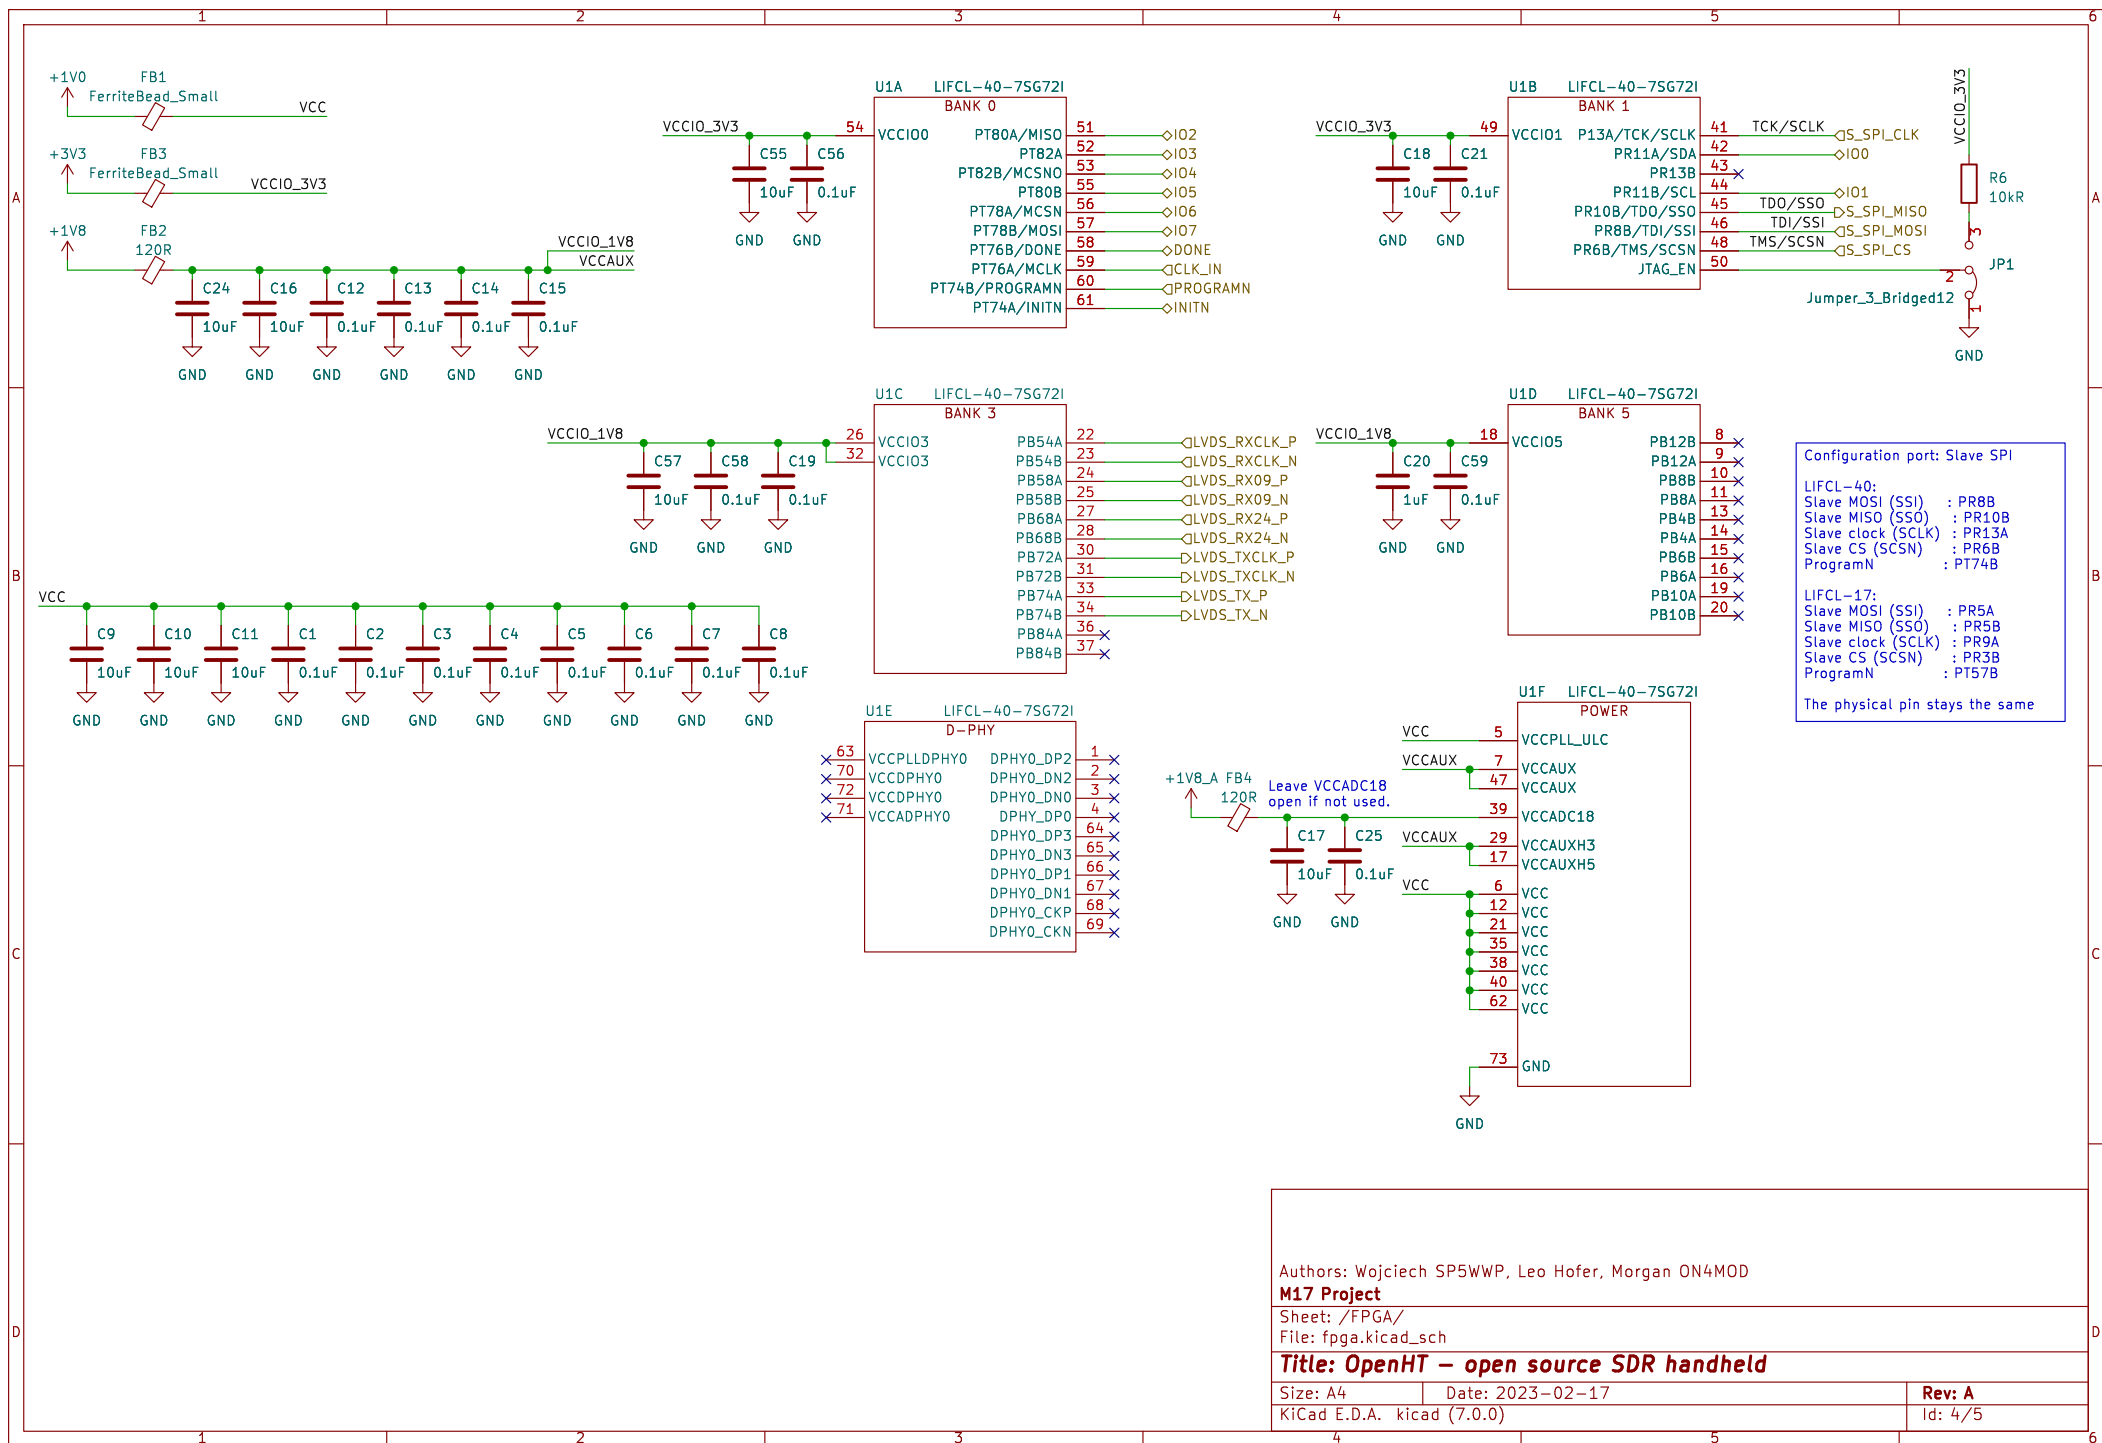 1 2 3 4 5 6
A
B
C
D
A
B
C
D
1 2 3 4 5 6
+1V0 FB1
FerriteBead_Small
VCC
+3V3 FB3
FerriteBead_Small
VCCIO_3V3
+1V8 FB2
120R
VCCIO_1V8
VCCAUX
C24 C16 C12 C13 C14 C15
10uF 10uF 0.1uF 0.1uF 0.1uF 0.1uF
GND GND GND GND GND GND
U1A LIFCL-40-7SG72I
BANK 0
VCCIO_3V3 54 VCCIO0
C55 C56
10uF 0.1uF
GND GND
PT80A/MISO 51 IO2
PT82A 52 IO3
PT82B/MCSNO 53 IO4
PT80B 55 IO5
PT78A/MCSN 56 IO6
PT78B/MOSI 57 IO7
PT76B/DONE 58 DONE
PT76A/MCLK 59 CLK_IN
PT74B/PROGRAMN 60 PROGRAMN
PT74A/INITN 61 INITN
U1B LIFCL-40-7SG72I
BANK 1
VCCIO_3V3 49 VCCIO1
C18 C21
10uF 0.1uF
GND GND
P13A/TCK/SCLK 41 TCK/SCLK S_SPI_CLK
PR11A/SDA 42 IO0
PR13B 43
PR11B/SCL 44 IO1
PR10B/TDO/SSO 45 TDO/SSO S_SPI_MISO
PR8B/TDI/SSI 46 TDI/SSI S_SPI_MOSI
PR6B/TMS/SCSN 48 TMS/SCSN S_SPI_CS
JTAG_EN 50
VCCIO_3V3
R6
10kR
3
JP1
2
Jumper_3_Bridged12
1
GND
U1C LIFCL-40-7SG72I
BANK 3
VCCIO_1V8 26 VCCIO3
32 VCCIO3
C57 C58 C19
10uF 0.1uF 0.1uF
GND GND GND
PB54A 22 LVDS_RXCLK_P
PB54B 23 LVDS_RXCLK_N
PB58A 24 LVDS_RX09_P
PB58B 25 LVDS_RX09_N
PB68A 27 LVDS_RX24_P
PB68B 28 LVDS_RX24_N
PB72A 30 LVDS_TXCLK_P
PB72B 31 LVDS_TXCLK_N
PB74A 33 LVDS_TX_P
PB74B 34 LVDS_TX_N
PB84A 36
PB84B 37
U1D LIFCL-40-7SG72I
BANK 5
VCCIO_1V8 18 VCCIO5
C20 C59
1uF 0.1uF
GND GND
PB12B 8
PB12A 9
PB8B 10
PB8A 11
PB4B 13
PB4A 14
PB6B 15
PB6A 16
PB10A 19
PB10B 20
Configuration port: Slave SPI
LIFCL-40:
Slave MOSI (SSI) : PR8B
Slave MISO (SSO) : PR10B
Slave clock (SCLK) : PR13A
Slave CS (SCSN) : PR6B
ProgramN : PT74B
LIFCL-17:
Slave MOSI (SSI) : PR5A
Slave MISO (SSO) : PR5B
Slave clock (SCLK) : PR9A
Slave CS (SCSN) : PR3B
ProgramN : PT57B
The physical pin stays the same
VCC
C9 C10 C11 C1 C2 C3 C4 C5 C6 C7 C8
10uF 10uF 10uF 0.1uF 0.1uF 0.1uF 0.1uF 0.1uF 0.1uF 0.1uF 0.1uF
GND GND GND GND GND GND GND GND GND GND GND
U1E LIFCL-40-7SG72I
D-PHY
63 VCCPLLDPHY0 DPHY0_DP2 1
70 VCCDPHY0 DPHY0_DN2 2
72 VCCDPHY0 DPHY0_DN0 3
71 VCCADPHY0 DPHY_DP0 4
DPHY0_DP3 64
DPHY0_DN3 65
DPHY0_DP1 66
DPHY0_DN1 67
DPHY0_CKP 68
DPHY0_CKN 69
U1F LIFCL-40-7SG72I
POWER
VCC 5 VCCPLL_ULC
VCCAUX 7 VCCAUX
47 VCCAUX
+1V8_A FB4
120R
Leave VCCADC18
open if not used.
39 VCCADC18
C17 C25
10uF 0.1uF
GND GND
VCCAUX 29 VCCAUXH3
17 VCCAUXH5
VCC 6 VCC
12 VCC
21 VCC
35 VCC
38 VCC
40 VCC
62 VCC
73 GND
GND
Authors: Wojciech SP5WWP, Leo Hofer, Morgan ON4MOD
M17 Project
Sheet: /FPGA/
File: fpga.kicad_sch
Title: OpenHT – open source SDR handheld
Size: A4 Date: 2023-02-17 Rev: A
KiCad E.D.A. kicad (7.0.0) Id: 4/5